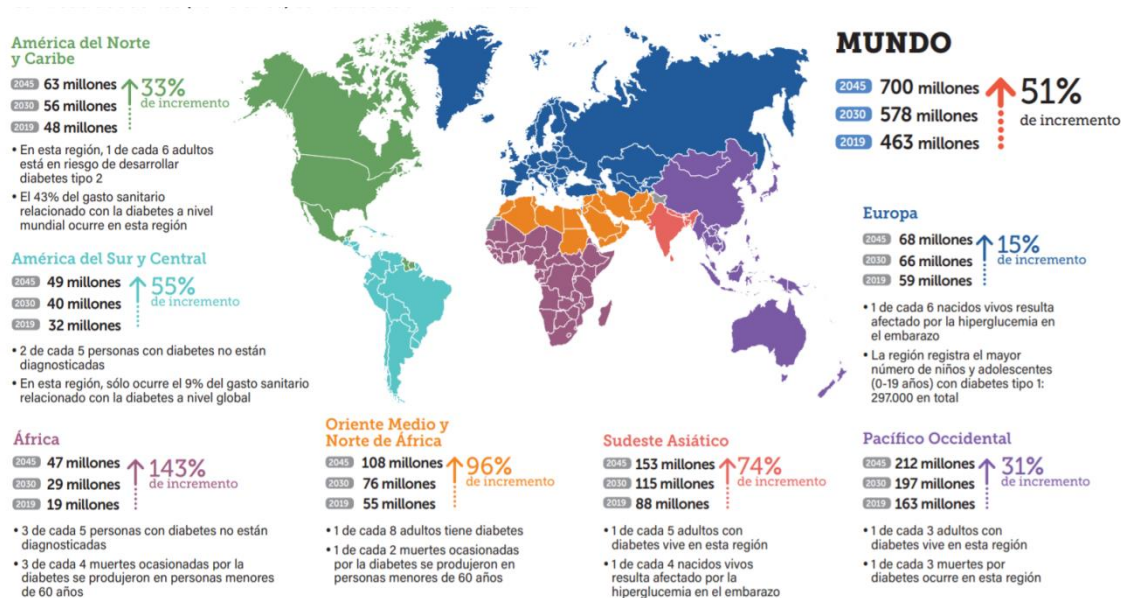 América del Norte
y Caribe
2045 63 millones
2030 56 millones
2019 48 millones
33%
de incremento
• En esta región, 1 de cada 6 adultos
está en riesgo de desarrollar
diabetes tipo 2
• El 43% del gasto sanitario
relacionado con la diabetes a nivel
mundial ocurre en esta región
América del Sur y Central
2045 49 millones
2030 40 millones
2019 32 millones
55%
de incremento
• 2 de cada 5 personas con diabetes no están
diagnosticadas
• En esta región, sólo ocurre el 9% del gasto sanitario
relacionado con la diabetes a nivel global
MUNDO
2045 700 millones
2030 578 millones
2019 463 millones
51%
de incremento
Europa
2045 68 millones
2030 66 millones
2019 59 millones
15%
de incremento
• 1 de cada 6 nacidos vivos resulta
afectado por la hiperglucemia en
el embarazo
• La región registra el mayor
número de niños y adolescentes
(0-19 años) con diabetes tipo 1:
297.000 en total
África
2045 47 millones
2030 29 millones
2019 19 millones
143%
de incremento
• 3 de cada 5 personas con diabetes no están
diagnosticadas
• 3 de cada 4 muertes ocasionadas por la
diabetes se produjeron en personas menores
de 60 años
Oriente Medio y
Norte de África
2045 108 millones
2030 76 millones
2019 55 millones
96%
de incremento
• 1 de cada 8 adultos tiene diabetes
• 1 de cada 2 muertes ocasionadas
por la diabetes se produjeron en
personas menores de 60 años
Sudeste Asiático
2045 153 millones
2030 115 millones
2019 88 millones
74%
de incremento
• 1 de cada 5 adultos con
diabetes vive en esta región
• 1 de cada 4 nacidos vivos
resulta afectado por la
hiperglucemia en el embarazo
Pacífico Occidental
2045 212 millones
2030 197 millones
2019 163 millones
31%
de incremento
• 1 de cada 3 adultos con
diabetes vive en esta región
• 1 de cada 3 muertes por
diabetes ocurre en esta región